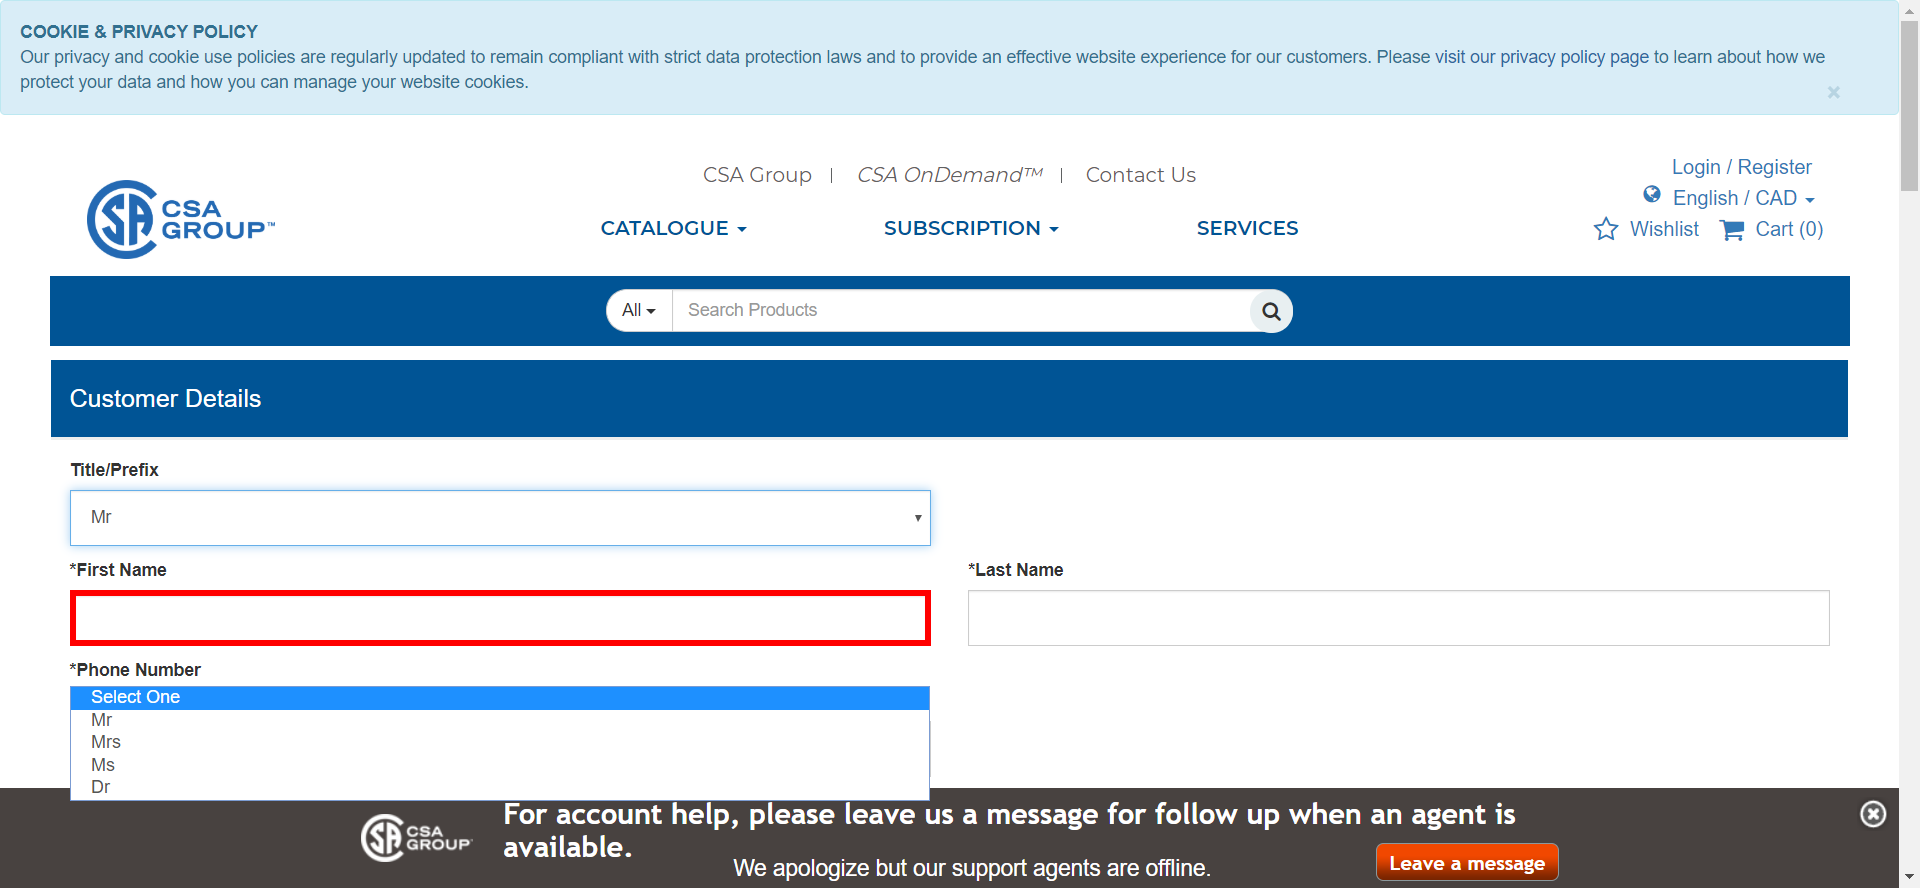 COOKIE & PRIVACY POLICY
Our privacy and cookie use policies are regularly updated to remain compliant with strict data protection laws and to provide an effective website experience for our customers. Please visit our privacy policy page to learn about how we
protect your data and how you can manage your website cookies.
×
CSA Group | CSA OnDemand™ | Contact Us
Login / Register
English / CAD
CSA GROUP™
CATALOGUE
SUBSCRIPTION
SERVICES
Wishlist
Cart (0)
All
Search Products
Customer Details
Title/Prefix
Mr
*First Name
*Last Name
*Phone Number
Select One
Mr
Mrs
Ms
Dr
CSA GROUP
For account help, please leave us a message for follow up when an agent is
available.
We apologize but our support agents are offline.
Leave a message